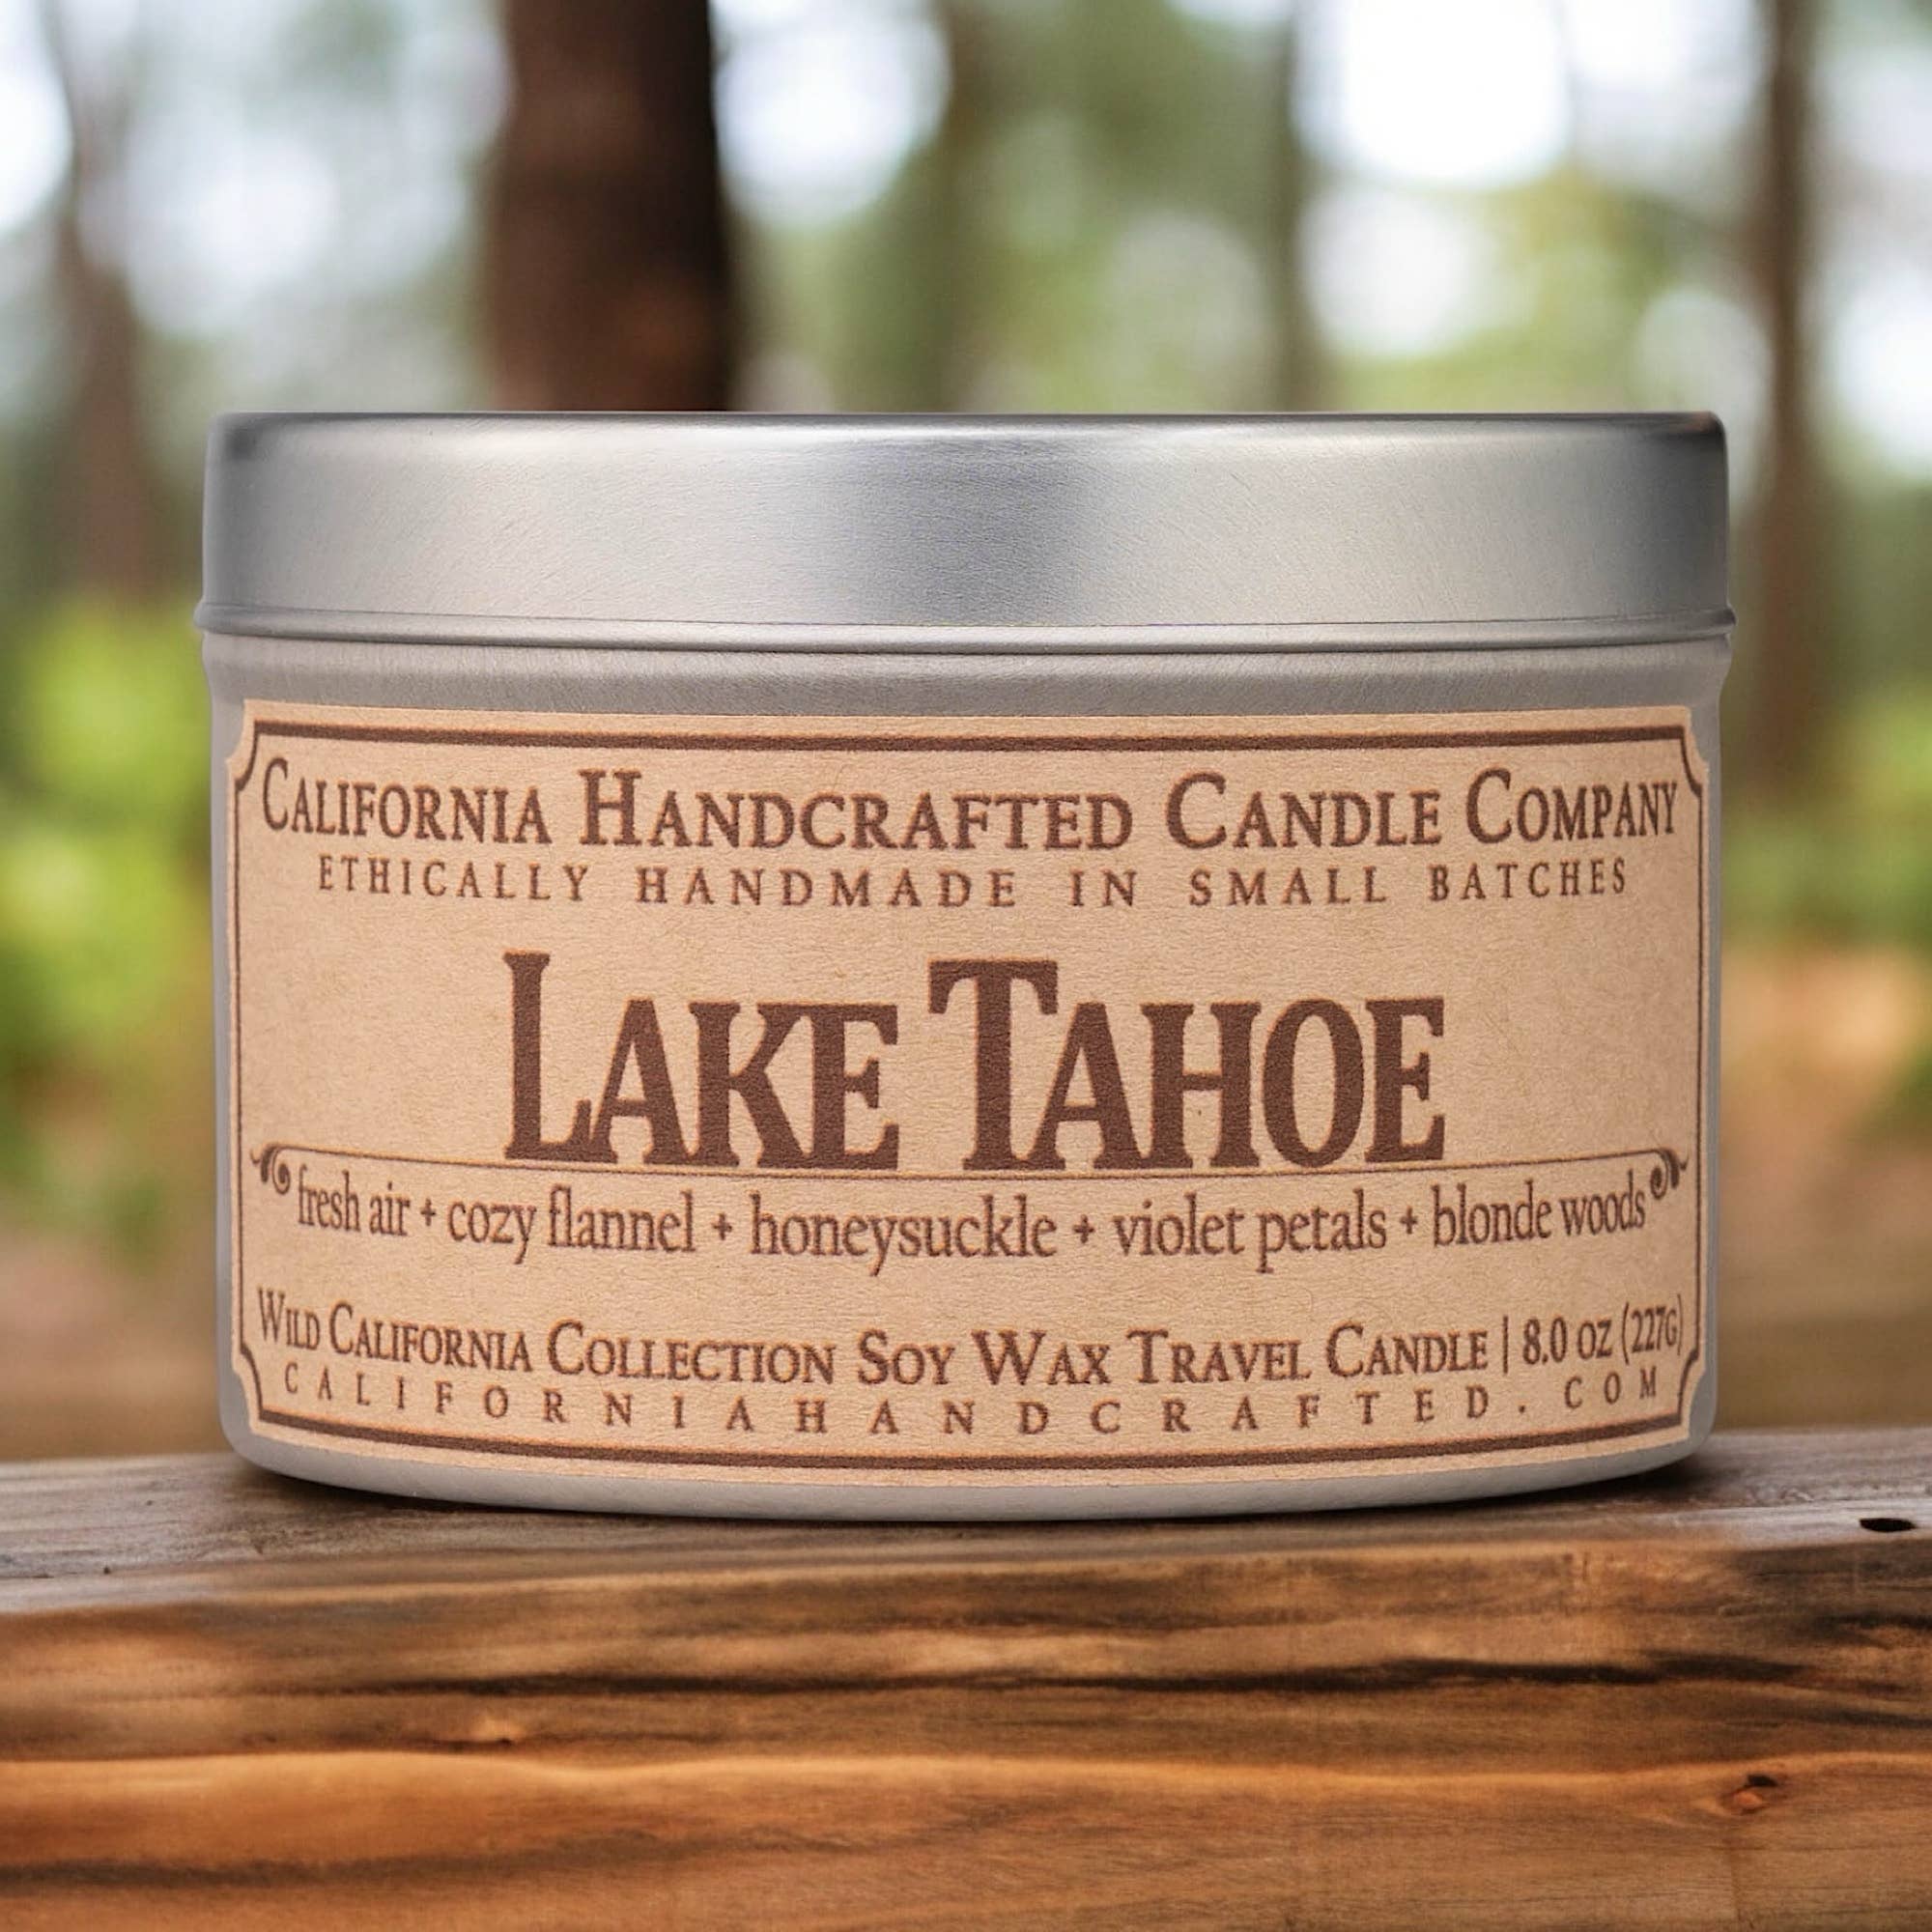 CALIFORNIA HANDCRAFTED CANDLE COMPANY
ETHICALLY HANDMADE IN SMALL BATCHES
LAKE TAHOE
fresh air + cozy flannel + honeysuckle + violet petals + blonde woods
WILD CALIFORNIA COLLECTION SOY WAX TRAVEL CANDLE | 8.0 OZ (227G)
CALIFORNIAHANDCRAFTED.COM